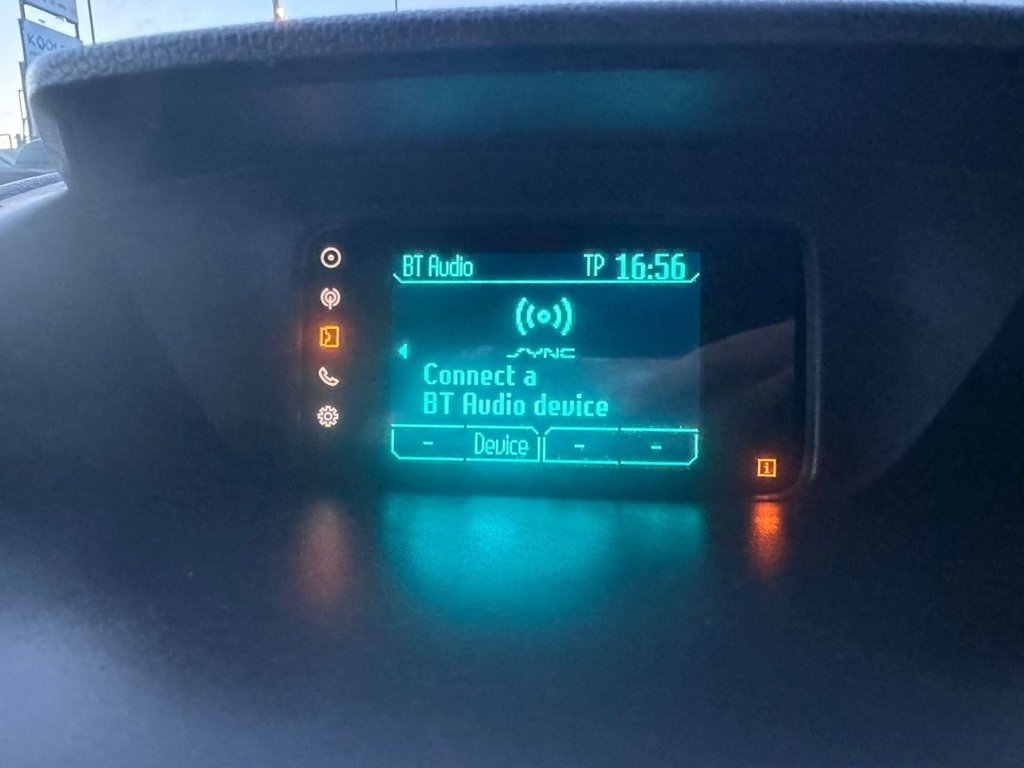 BT Audio TP 16:56
SYNC
Connect a
BT Audio device
- Device - -
i